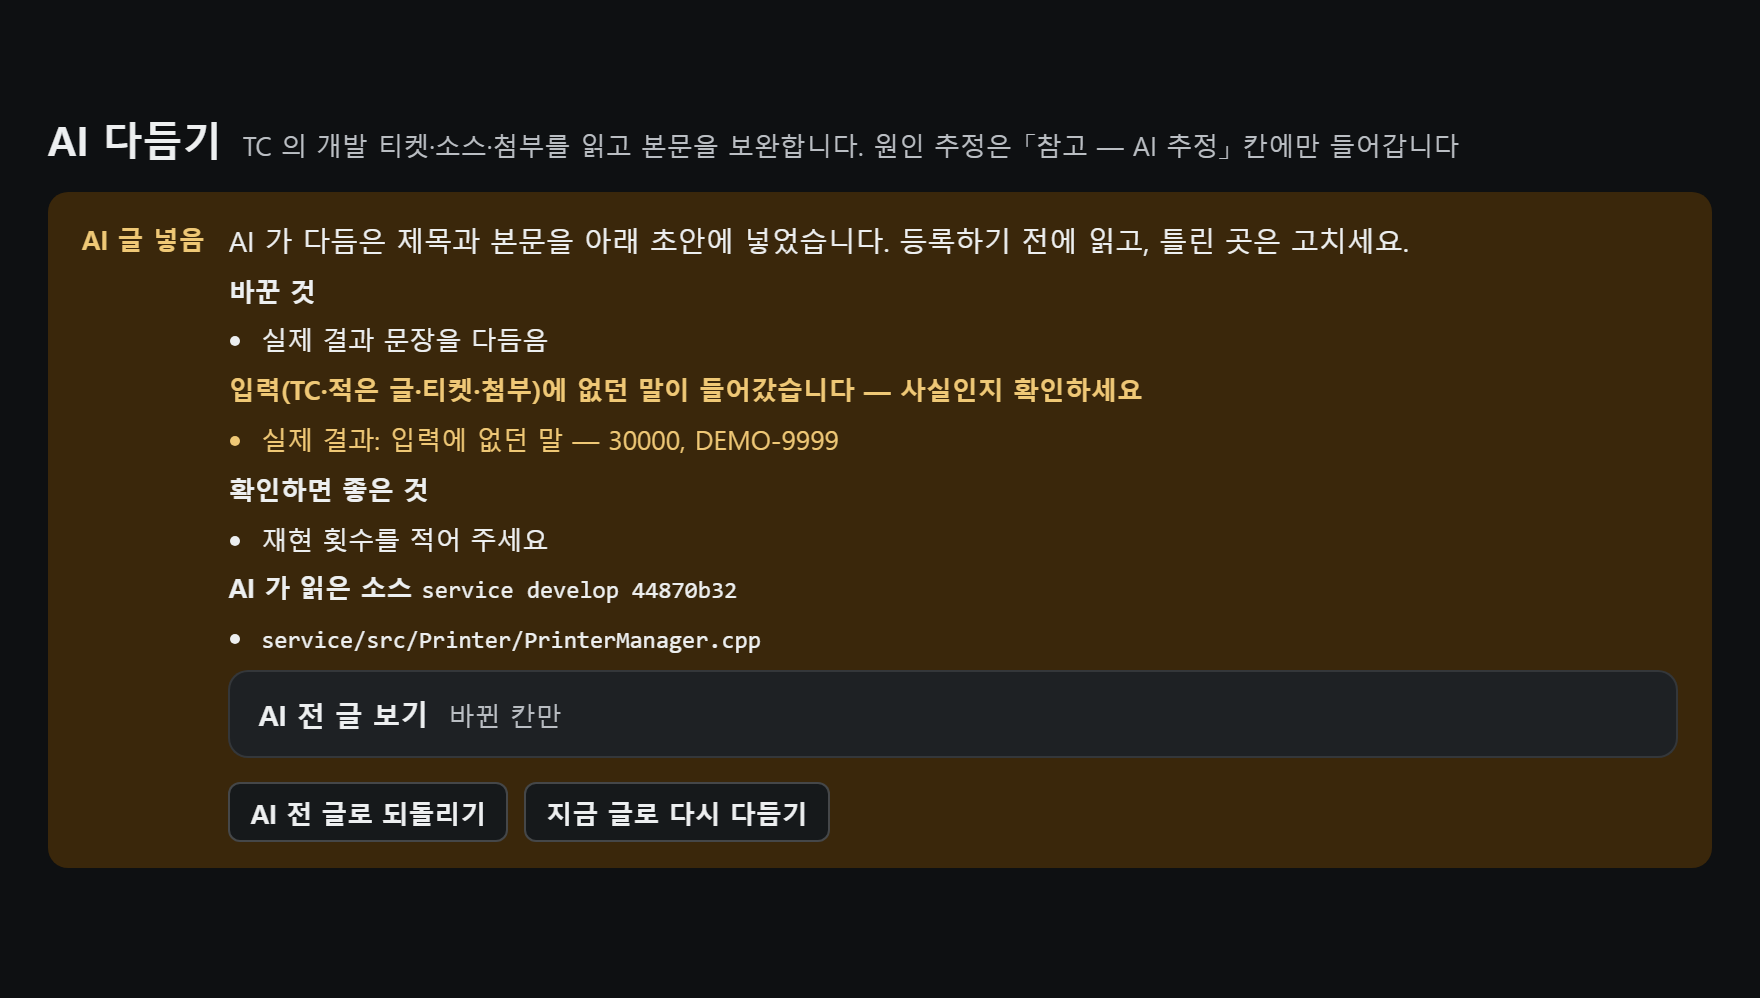 AI 다듬기 TC 의 개발 티켓·소스·첨부를 읽고 본문을 보완합니다. 원인 추정은 「참고 — AI 추정」 칸에만 들어갑니다
AI 글 넣음 AI 가 다듬은 제목과 본문을 아래 초안에 넣었습니다. 등록하기 전에 읽고, 틀린 곳은 고치세요.
바꾼 것
• 실제 결과 문장을 다듬음
입력(TC·적은 글·티켓·첨부)에 없던 말이 들어갔습니다 — 사실인지 확인하세요
• 실제 결과: 입력에 없던 말 — 30000, DEMO-9999
확인하면 좋은 것
• 재현 횟수를 적어 주세요
AI 가 읽은 소스 service develop 44870b32
• service/src/Printer/PrinterManager.cpp
AI 전 글 보기 바뀐 칸만
AI 전 글로 되돌리기 지금 글로 다시 다듬기